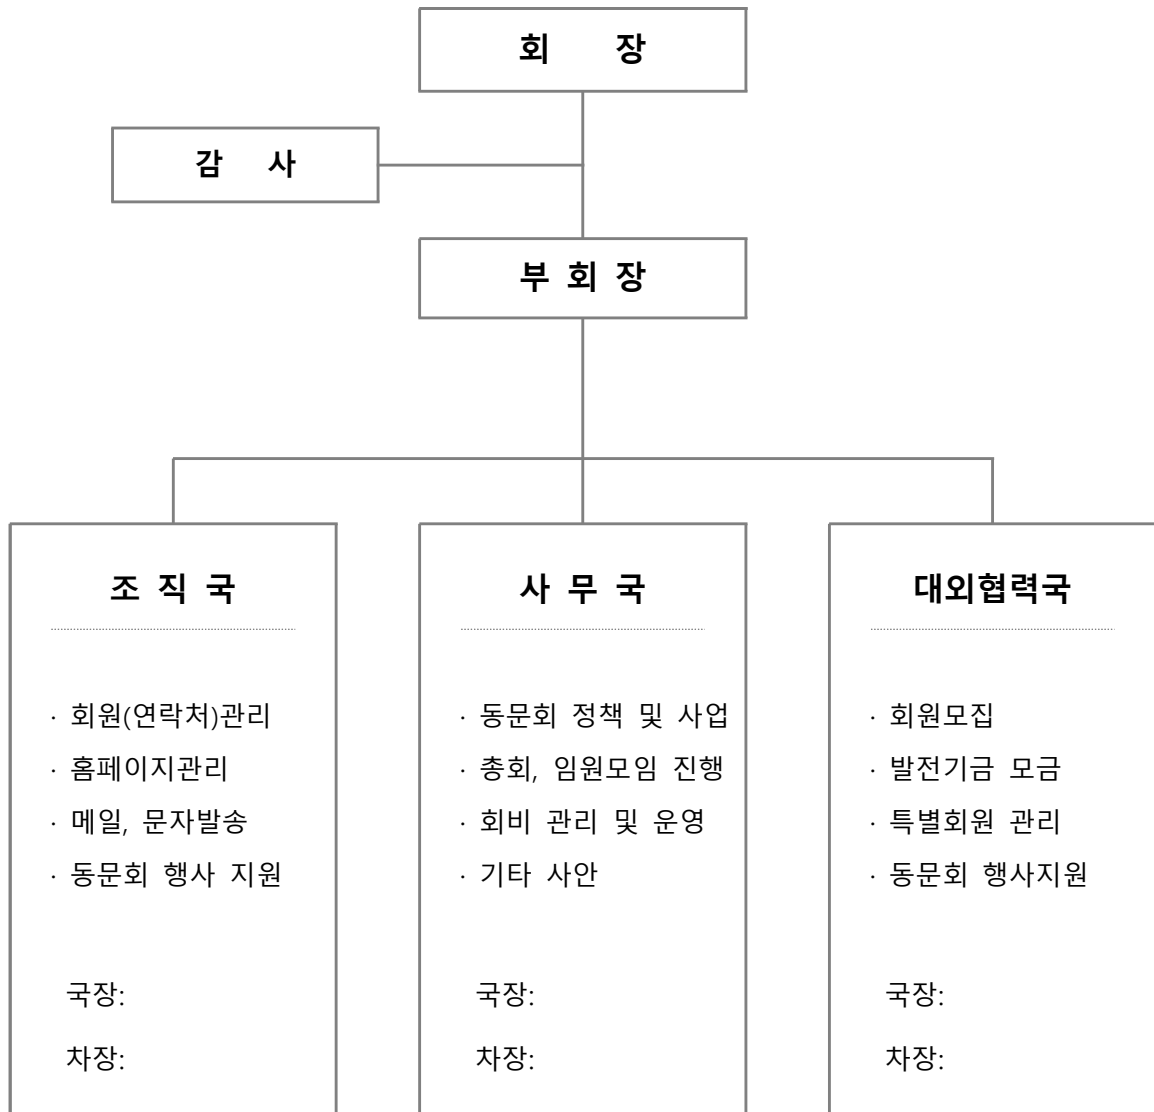 회 장
감 사
부 회 장
조 직 국
· 회원(연락처)관리
· 홈페이지관리
· 메일, 문자발송
· 동문회 행사 지원
국장:
차장:
사 무 국
· 동문회 정책 및 사업
· 총회, 임원모임 진행
· 회비 관리 및 운영
· 기타 사안
국장:
차장:
대외협력국
· 회원모집
· 발전기금 모금
· 특별회원 관리
· 동문회 행사지원
국장:
차장: